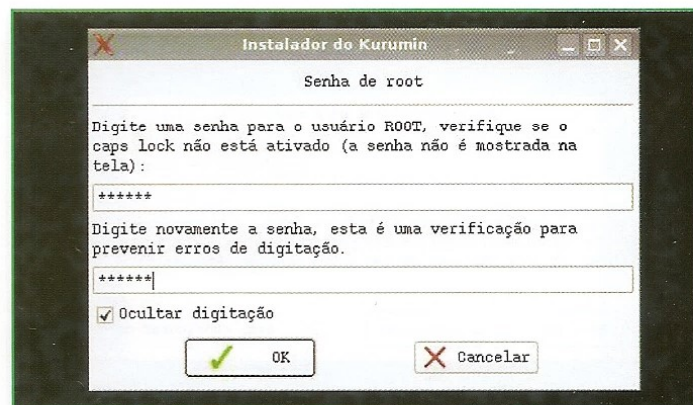 Instalador do Kurumin
Senha de root
Digite uma senha para o usuário ROOT, verifique se o
caps lock não está ativado (a senha não é mostrada na
tela):
******
Digite novamente a senha, esta é uma verificação para
prevenir erros de digitação.
******
Ocultar digitação
OK
Cancelar